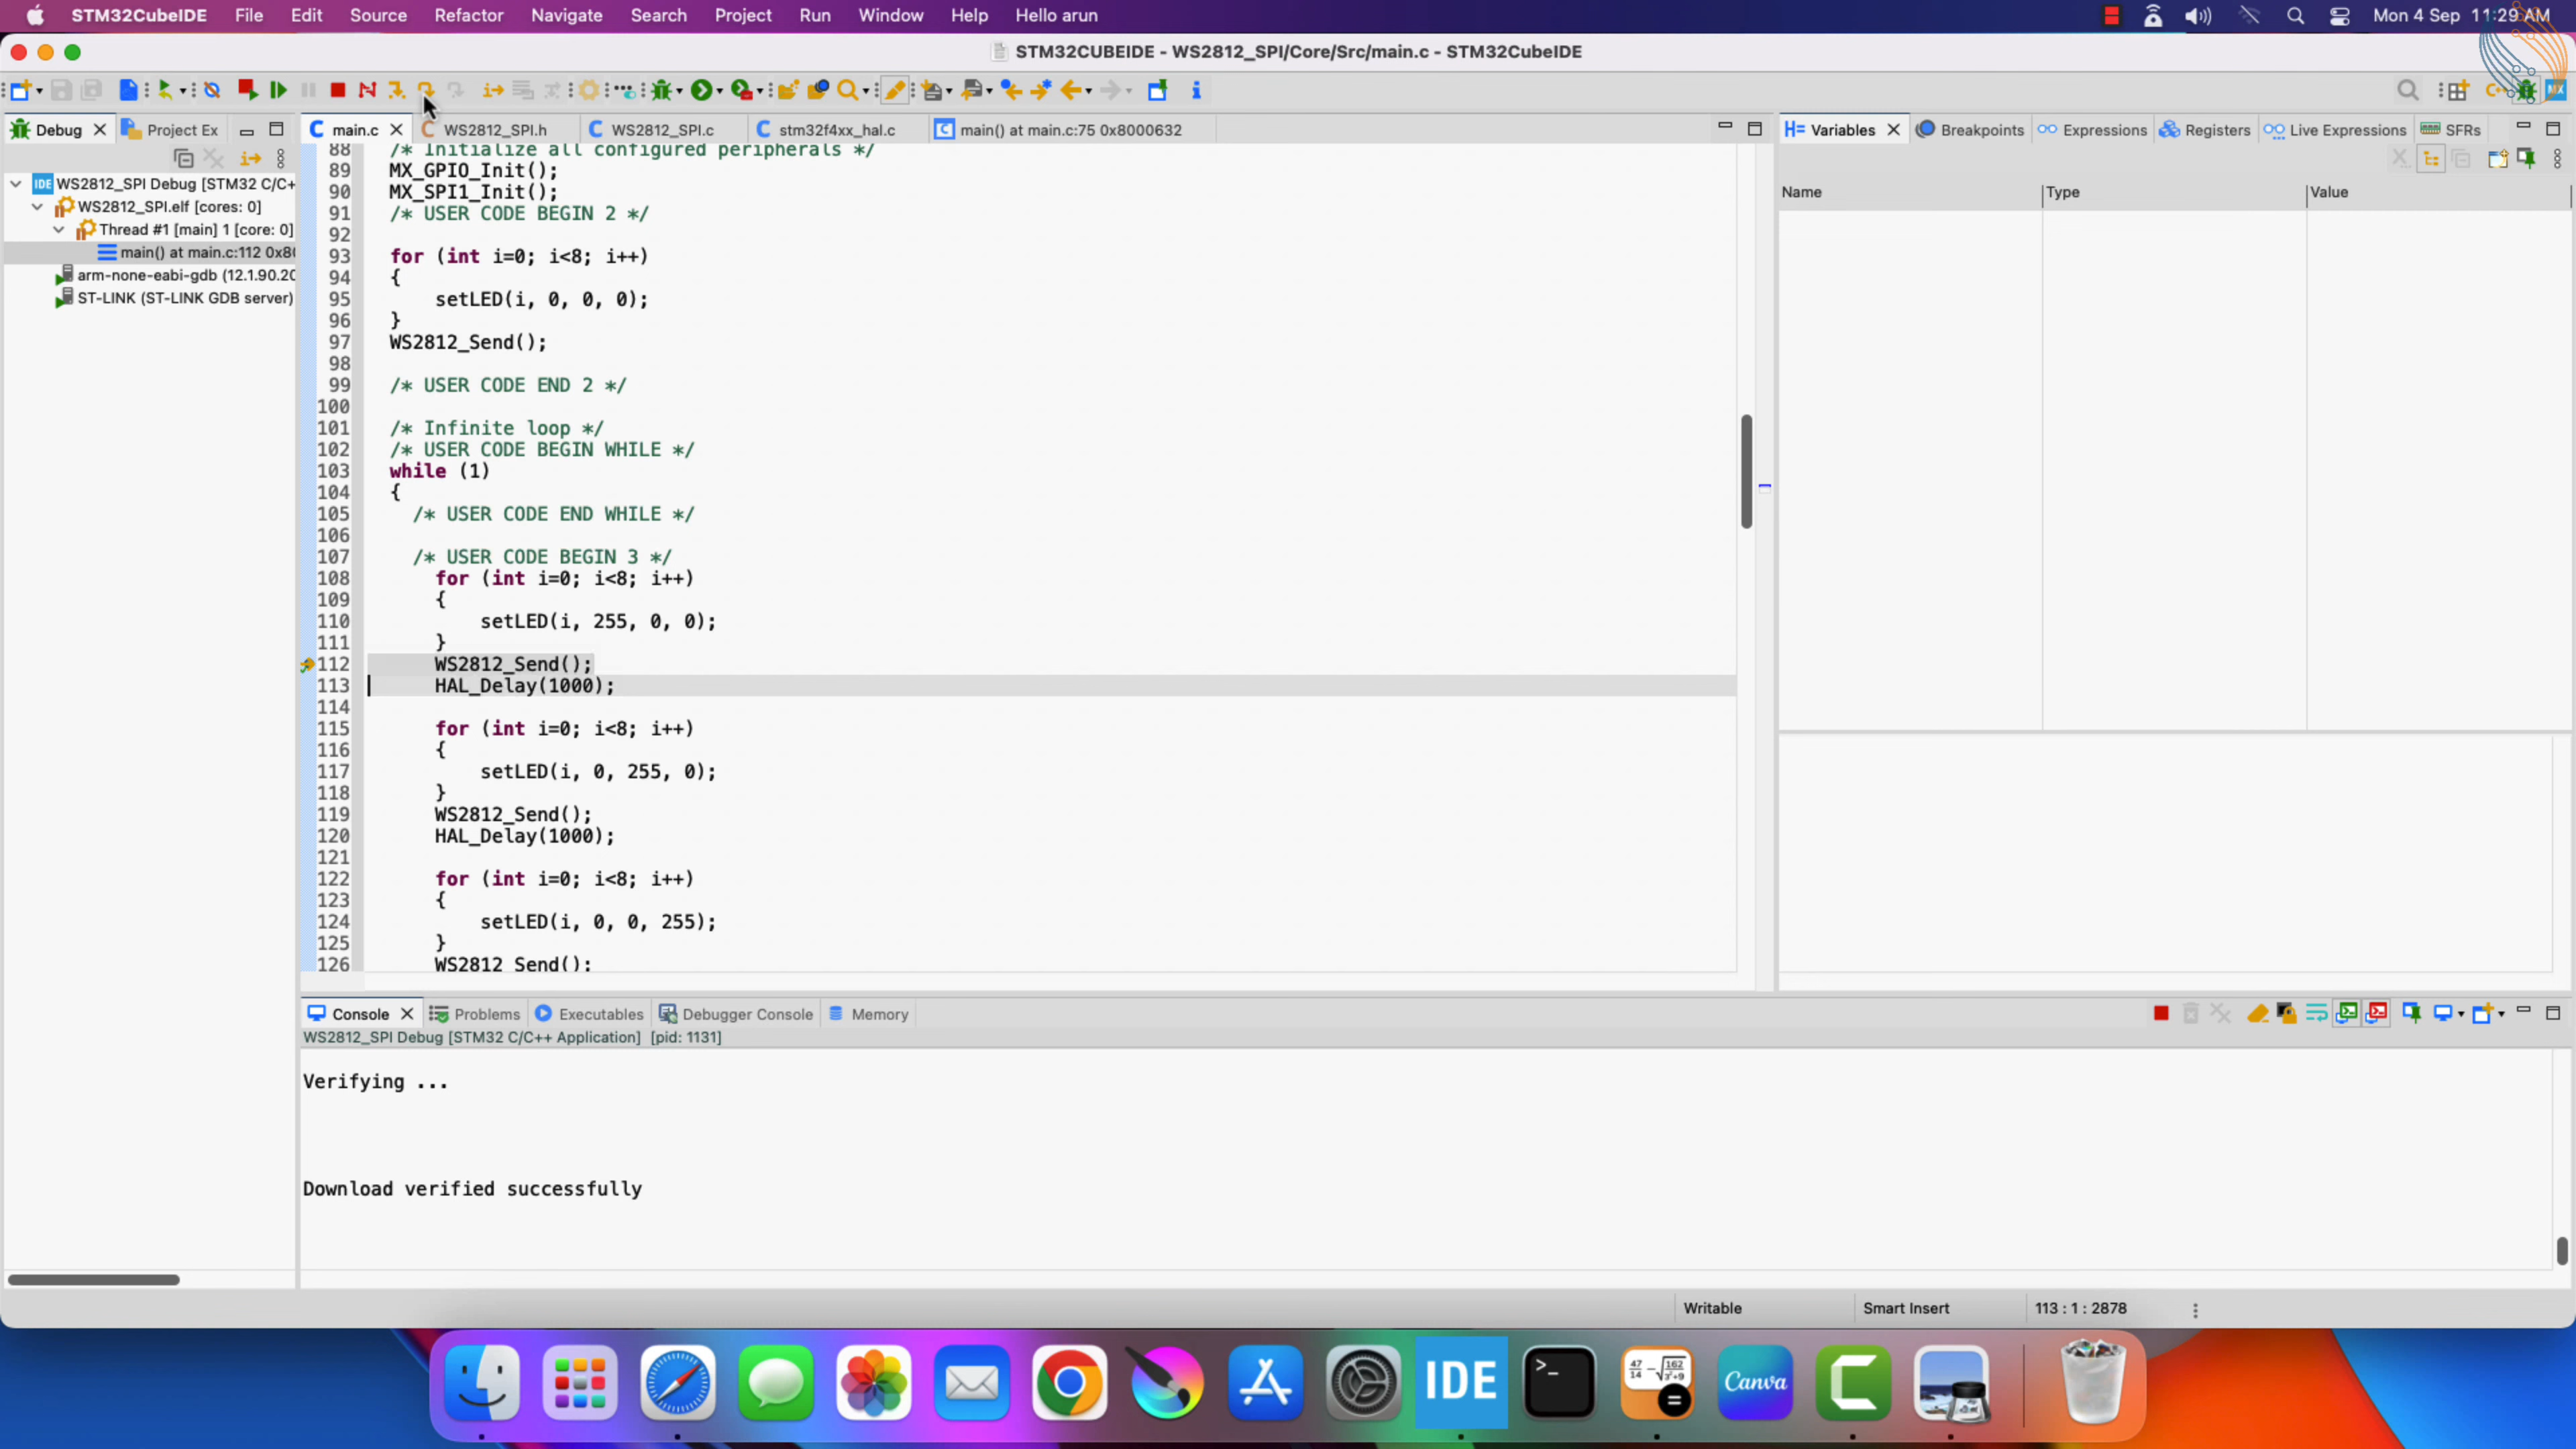 STM32CubeIDE File Edit Source Refactor Navigate Search Project Run Window Help Hello arun Mon 4 Sep 11:29 AM
STM32CUBEIDE - WS2812_SPI/Core/Src/main.c - STM32CubeIDE
Debug Project Ex
main.c WS2812_SPI.h WS2812_SPI.c stm32f4xx_hal.c main() at main.c:75 0x8000632
Variables Breakpoints Expressions Registers Live Expressions SFRs
Name Type Value
IDE WS2812_SPI Debug [STM32 C/C+
WS2812_SPI.elf [cores: 0]
Thread #1 [main] 1 [core: 0]
main() at main.c:112 0x80
arm-none-eabi-gdb (12.1.90.20
ST-LINK (ST-LINK GDB server)
88 /* Initialize all configured peripherals */
89 MX_GPIO_Init();
90 MX_SPI1_Init();
91 /* USER CODE BEGIN 2 */
92
93 for (int i=0; i<8; i++)
94 {
95 setLED(i, 0, 0, 0);
96 }
97 WS2812_Send();
98
99 /* USER CODE END 2 */
100
101 /* Infinite loop */
102 /* USER CODE BEGIN WHILE */
103 while (1)
104 {
105 /* USER CODE END WHILE */
106
107 /* USER CODE BEGIN 3 */
108 for (int i=0; i<8; i++)
109 {
110 setLED(i, 255, 0, 0);
111 }
112 WS2812_Send();
113 HAL_Delay(1000);
114
115 for (int i=0; i<8; i++)
116 {
117 setLED(i, 0, 255, 0);
118 }
119 WS2812_Send();
120 HAL_Delay(1000);
121
122 for (int i=0; i<8; i++)
123 {
124 setLED(i, 0, 0, 255);
125 }
126 WS2812_Send();
Console Problems Executables Debugger Console Memory
WS2812_SPI Debug [STM32 C/C++ Application] [pid: 1131]
Verifying ...
Download verified successfully
Writable Smart Insert 113 : 1 : 2878
IDE
Canva